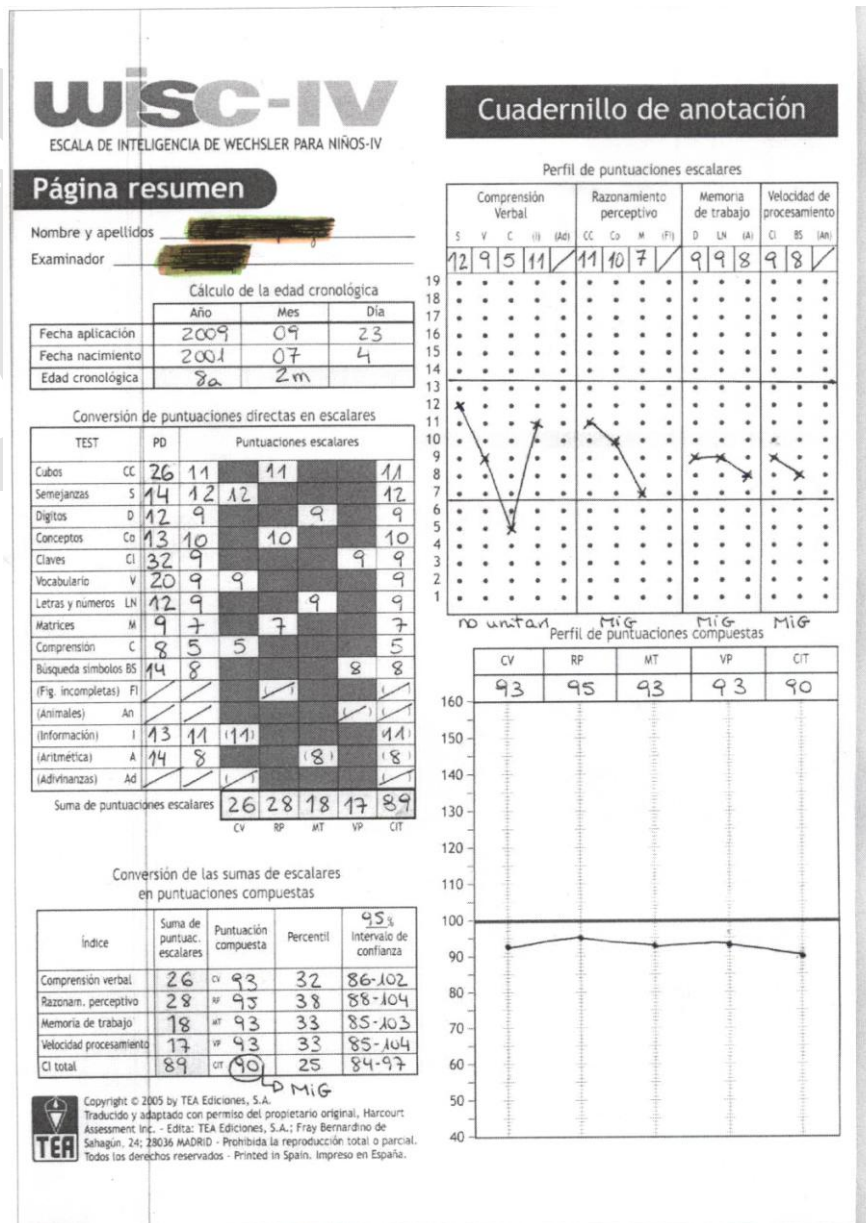 WISC-IV
ESCALA DE INTELIGENCIA DE WECHSLER PARA NIÑOS-IV
Página resumen
Nombre y apellidos
Examinador
Cálculo de la edad cronológica
Año Mes Día
Fecha aplicación 2009 09 23
Fecha nacimiento 2001 07 4
Edad cronológica 8a 2m
Conversión de puntuaciones directas en escalares
TEST PD Puntuaciones escalares
Cubos CC 26 11 11 11
Semejanzas S 14 12 12 12
Dígitos D 12 9 9 9
Conceptos Co 13 10 10 10
Claves Cl 32 9 9 9
Vocabulario V 20 9 9 9
Letras y números LN 12 9 9 9
Matrices M 9 7 7 7
Comprensión C 8 5 5 5
Búsqueda símbolos BS 14 8 8 8
(Fig. incompletas) FI ( ) ( )
(Animales) An ( ) ( )
(Información) I 13 11 (11) (11)
(Aritmética) A 14 8 (8) (8)
(Adivinanzas) Ad ( ) ( )
Suma de puntuaciones escalares 26 28 18 17 89
CV RP MT VP CIT
Conversión de las sumas de escalares
en puntuaciones compuestas
Índice Suma de puntuac. escalares Puntuación compuesta Percentil 95% Intervalo de confianza
Comprensión verbal 26 CV 93 32 86-102
Razonam. perceptivo 28 RP 95 38 88-104
Memoria de trabajo 18 MT 93 33 85-103
Velocidad procesamiento 17 VP 93 33 85-104
CI total 89 CIT 90 25 84-97
MiG
TEA
Copyright © 2005 by TEA Ediciones, S.A.
Traducido y adaptado con permiso del propietario original, Harcourt
Assessment Inc. - Edita: TEA Ediciones, S.A.; Fray Bernardino de
Sahagún, 24; 28036 MADRID - Prohibida la reproducción total o parcial.
Todos los derechos reservados - Printed in Spain. Impreso en España.
Cuadernillo de anotación
Perfil de puntuaciones escalares
Comprensión Verbal Razonamiento perceptivo Memoria de trabajo Velocidad de procesamiento
S V C (I) (Ad) CC Co M (FI) D LN (A) Cl BS (An)
12 9 5 11 11 10 7 9 9 8 9 8
19
18
17
16
15
14
13
12
11
10
9
8
7
6
5
4
3
2
1
no unitari MiG MiG MiG
Perfil de puntuaciones compuestas
CV RP MT VP CIT
93 95 93 93 90
160
150
140
130
120
110
100
90
80
70
60
50
40